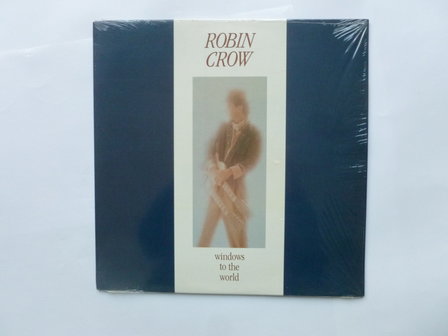 ROBIN
CROW
windows
to the
world